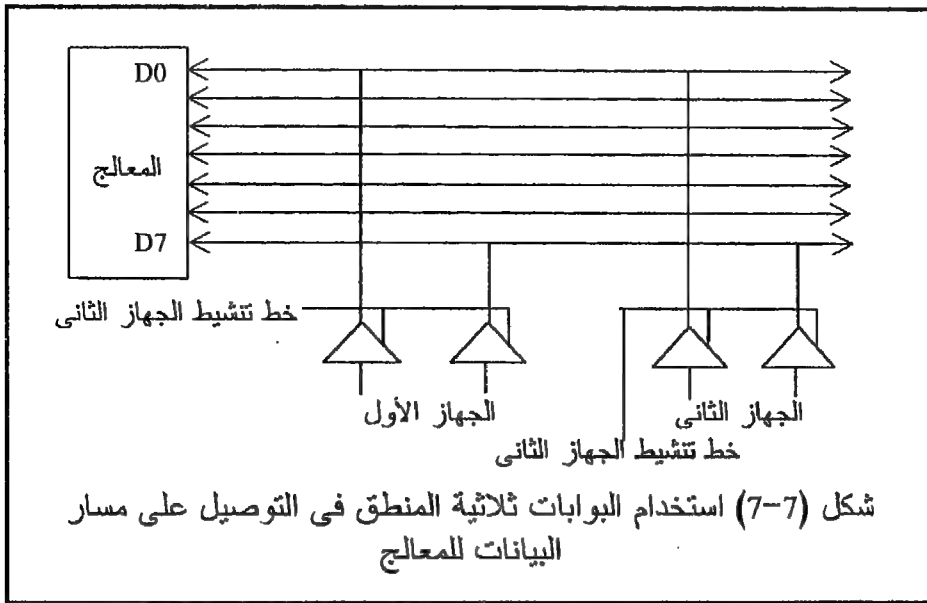 D0
المعالج
D7
خط تنشيط الجهاز الثانى
الجهاز الأول
الجهاز الثانى
خط تنشيط الجهاز الثانى
شكل (7-7) استخدام البوابات ثلاثية المنطق فى التوصيل على مسار
البيانات للمعالج